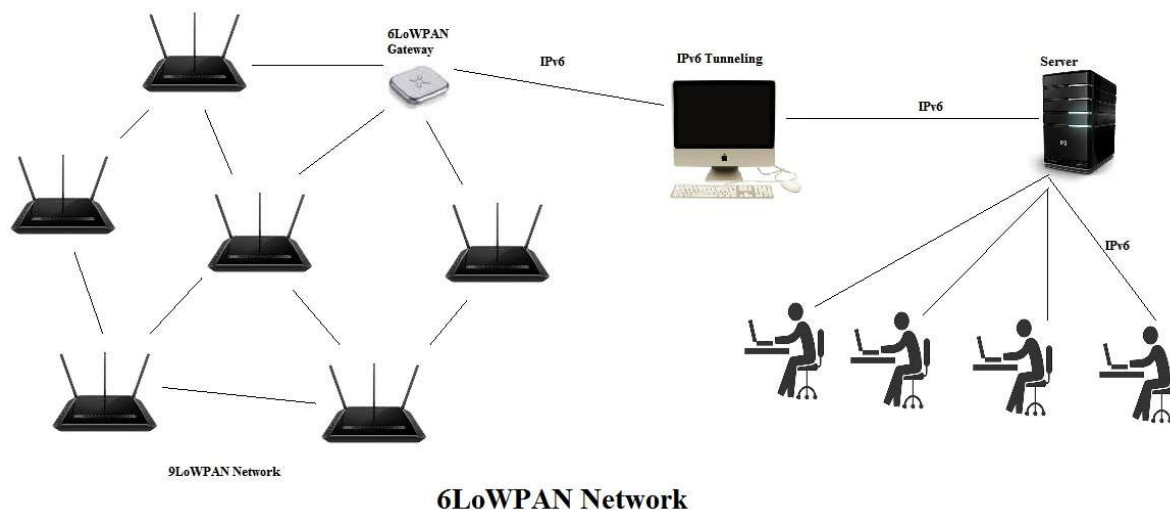 6LoWPAN
Gateway
IPv6
IPv6 Tunneling
IPv6
Server
IPv6
9LoWPAN Network
6LoWPAN Network